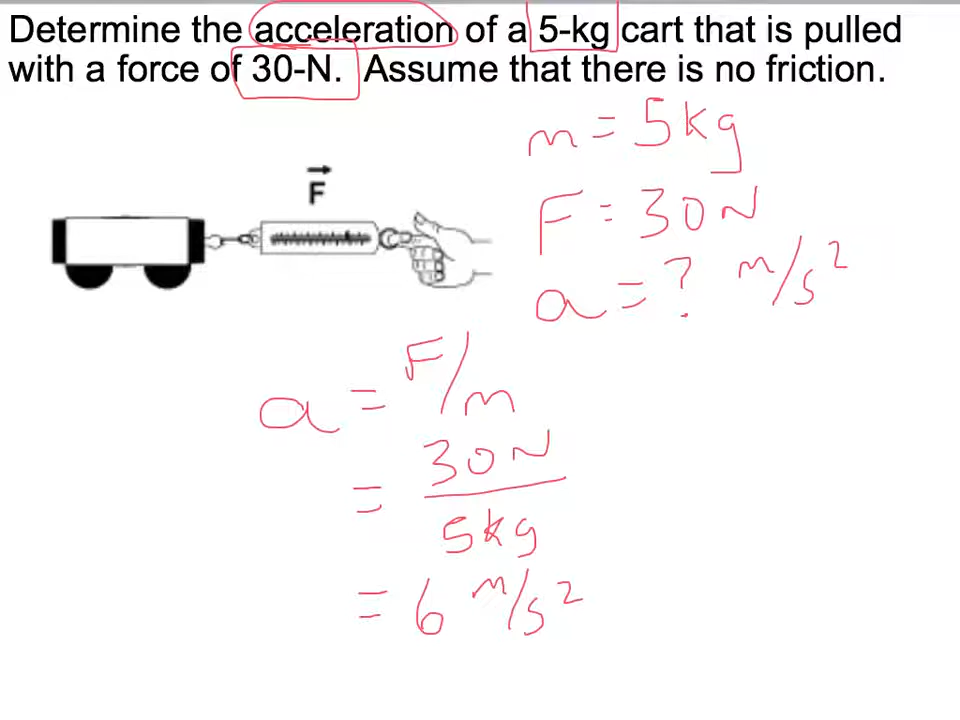 Determine the acceleration of a 5-kg cart that is pulled
with a force of 30-N. Assume that there is no friction.
m = 5kg
F = 30N
a = ? m/s²
F
a = F/m
= 30N
5kg
= 6 m/s²